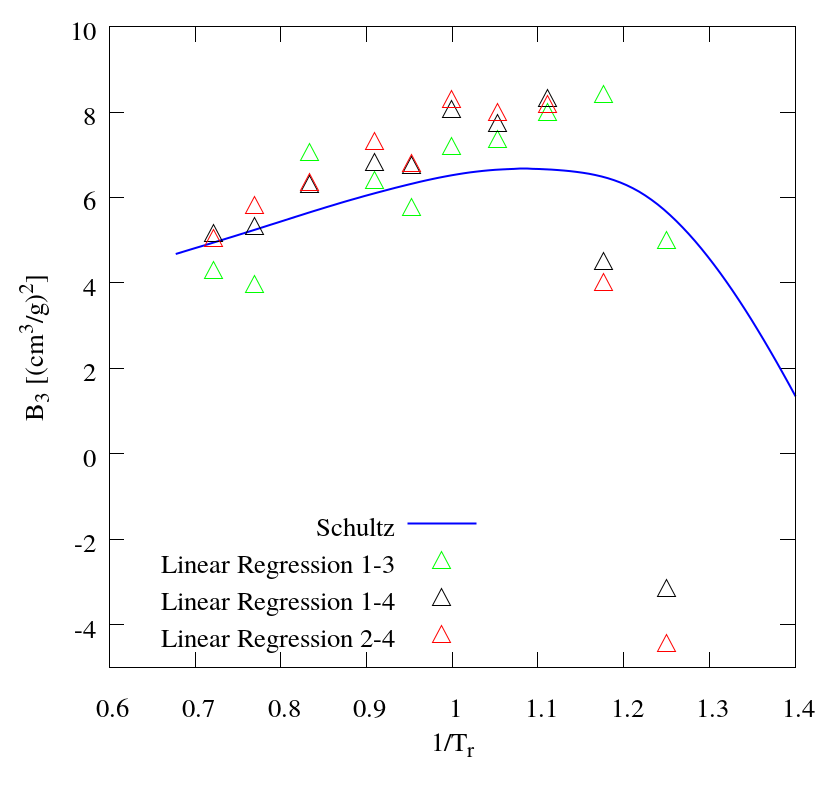 10
8
6
4
2
0
-2
-4
B₃ [(cm³/g)²]
Schultz
Linear Regression 1-3
Linear Regression 1-4
Linear Regression 2-4
0.6 0.7 0.8 0.9 1 1.1 1.2 1.3 1.4
1/Tᵣ